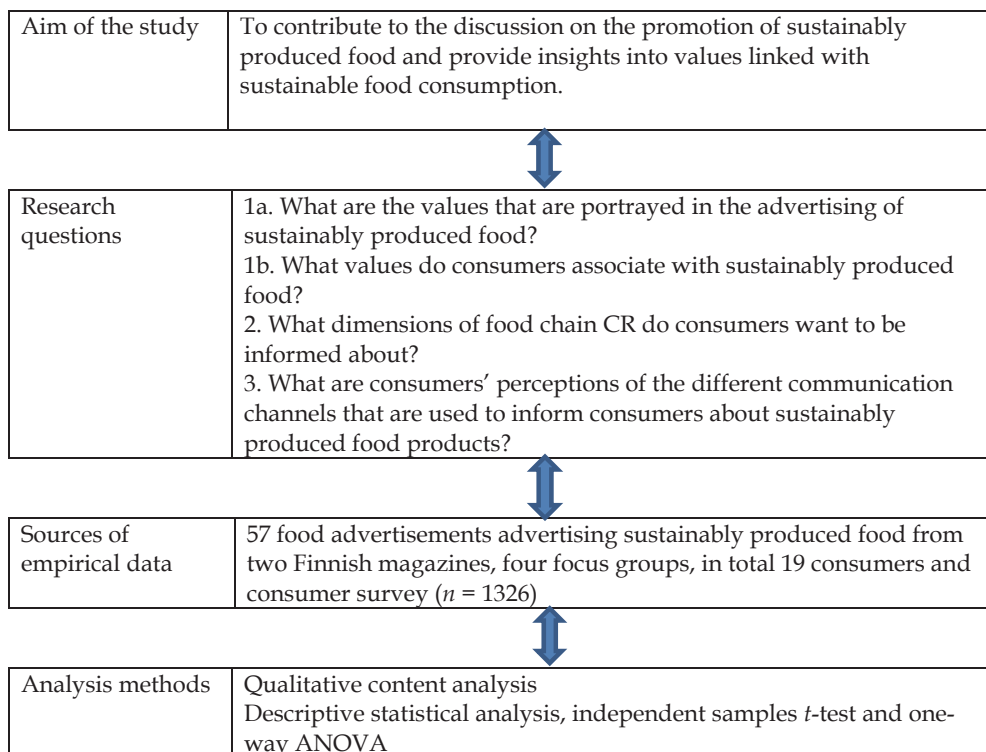 Aim of the study
To contribute to the discussion on the promotion of sustainably
produced food and provide insights into values linked with
sustainable food consumption.
Research
questions
1a. What are the values that are portrayed in the advertising of
sustainably produced food?
1b. What values do consumers associate with sustainably produced
food?
2. What dimensions of food chain CR do consumers want to be
informed about?
3. What are consumers' perceptions of the different communication
channels that are used to inform consumers about sustainably
produced food products?
Sources of
empirical data
57 food advertisements advertising sustainably produced food from
two Finnish magazines, four focus groups, in total 19 consumers and
consumer survey (n = 1326)
Analysis methods
Qualitative content analysis
Descriptive statistical analysis, independent samples t-test and one-
way ANOVA